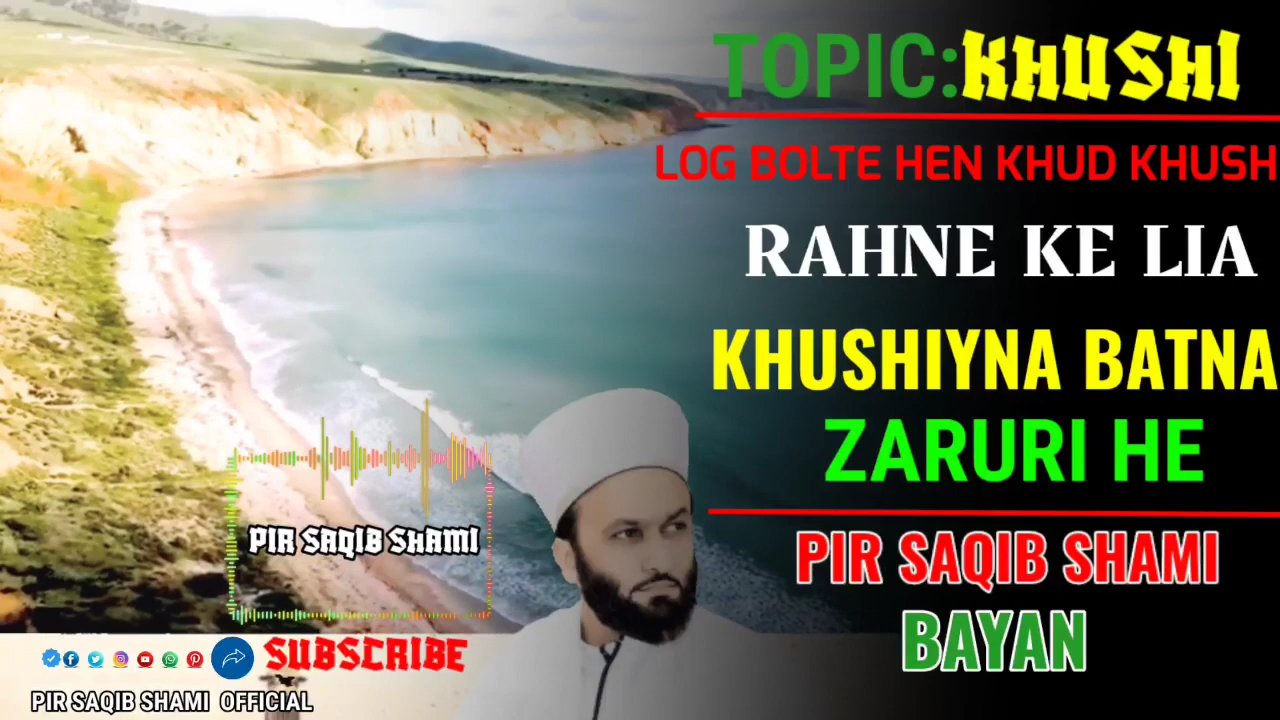 TOPIC:KHUSHI
LOG BOLTE HEN KHUD KHUSH
RAHNE KE LIA
KHUSHIYNA BATNA
ZARURI HE
PIR SAQIB SHAMI
BAYAN
PIR SAQIB SHAMI
SUBSCRIBE
PIR SAQIB SHAMI OFFICIAL